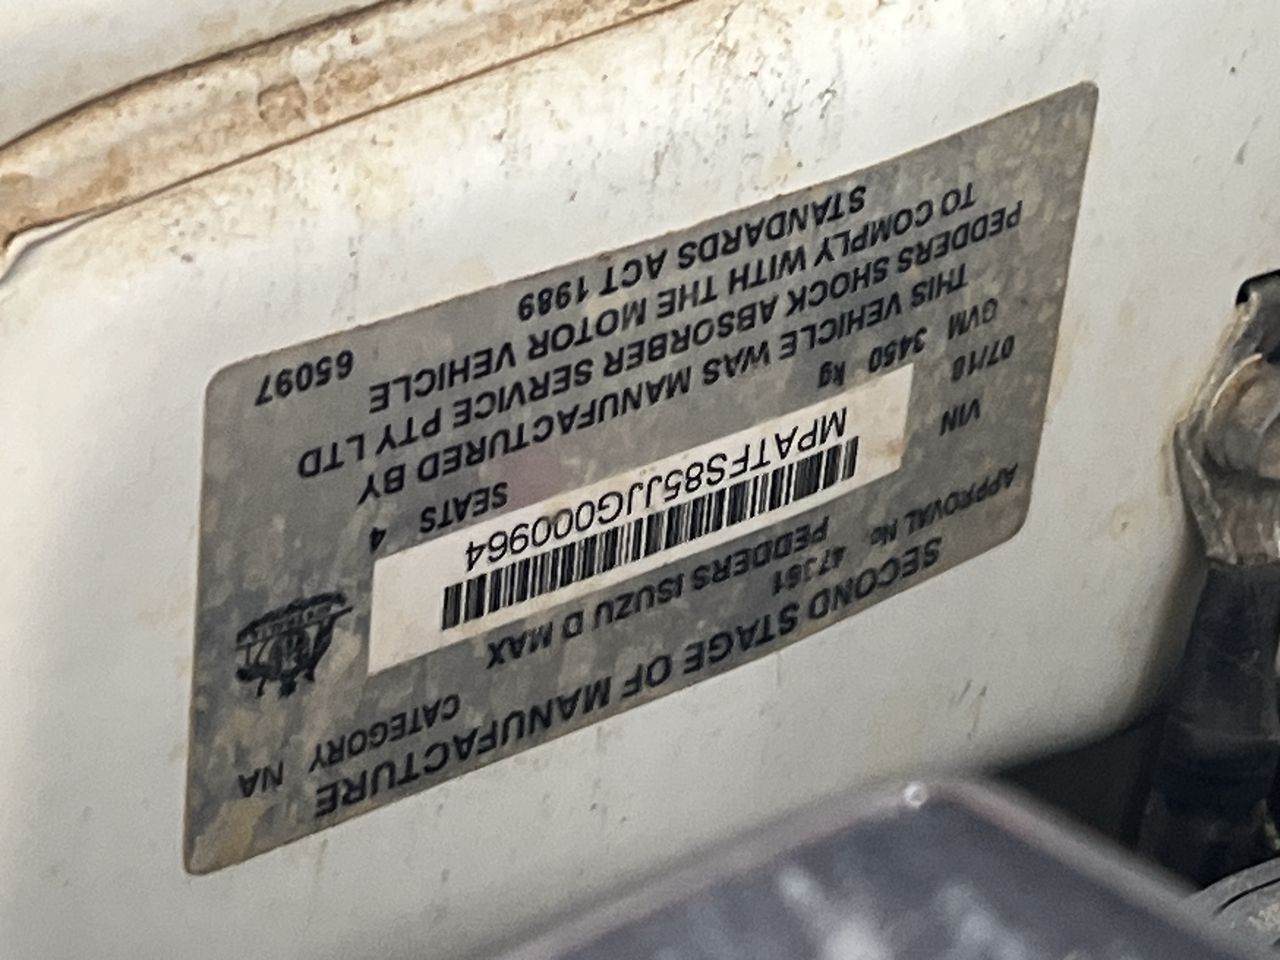 SECOND STAGE OF MANUFACTURE
APPROVAL No 47361 CATEGORY NA
PEDDERS ISUZU D MAX
VIN MPATFS85JJG000964
07/18
GVM 3450 kg SEATS 4
THIS VEHICLE WAS MANUFACTURED BY
PEDDERS SHOCK ABSORBER SERVICE PTY LTD
TO COMPLY WITH THE MOTOR VEHICLE
STANDARDS ACT 1989
65097